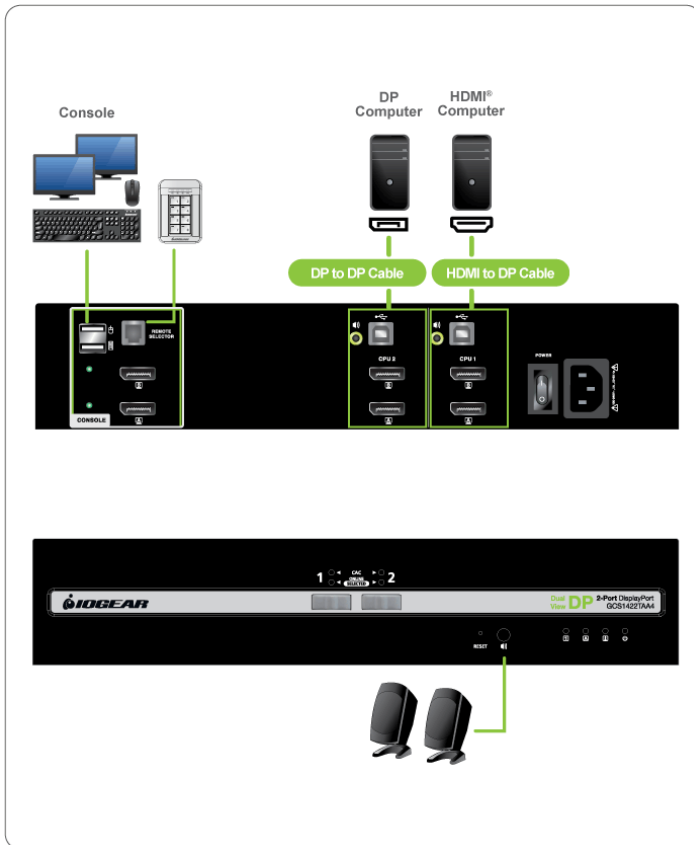 Console
DP
Computer
HDMI®
Computer
DP to DP Cable
HDMI to DP Cable
REMOTE
SELECTOR
CPU 2
CPU 1
POWER
B
B
B
A
A
A
CONSOLE
1
CAC
ONLINE
SELECTED
2
IOGEAR
Dual
View
DP
2-Port DisplayPort
GCS1422TAA4
RESET